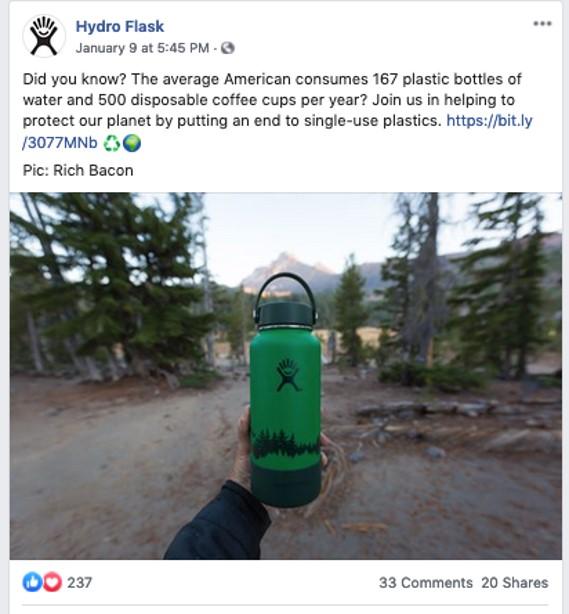 Hydro Flask
January 9 at 5:45 PM ·
Did you know? The average American consumes 167 plastic bottles of
water and 500 disposable coffee cups per year? Join us in helping to
protect our planet by putting an end to single-use plastics. https://bit.ly
/3077MNb ♻️🌍
Pic: Rich Bacon
237
33 Comments 20 Shares